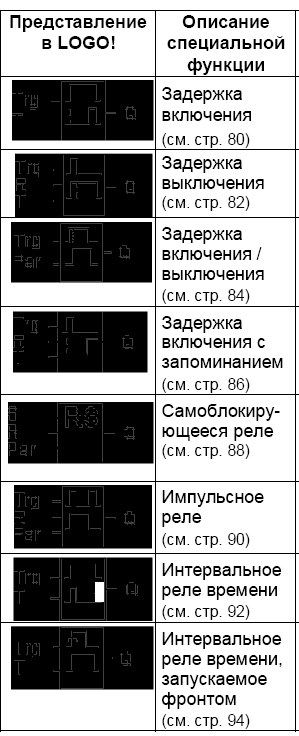 Представление
в LOGO!
Описание
специальной
функции
Trg
T
Q
Задержка
включения
(см. стр. 80)
Trg
R
T
Q
Задержка
выключения
(см. стр. 82)
Trg
Par
Q
Задержка
включения /
выключения
(см. стр. 84)
Trg
R
T
Q
Задержка
включения с
запоминанием
(см. стр. 86)
S
R
Par
RS
Q
Самоблокиру-
ющееся реле
(см. стр. 88)
Trg
R
Par
Q
Импульсное
реле
(см. стр. 90)
Trg
T
Q
Интервальное
реле времени
(см. стр. 92)
Trg
T
Q
Интервальное
реле времени,
запускаемое
фронтом
(см. стр. 94)